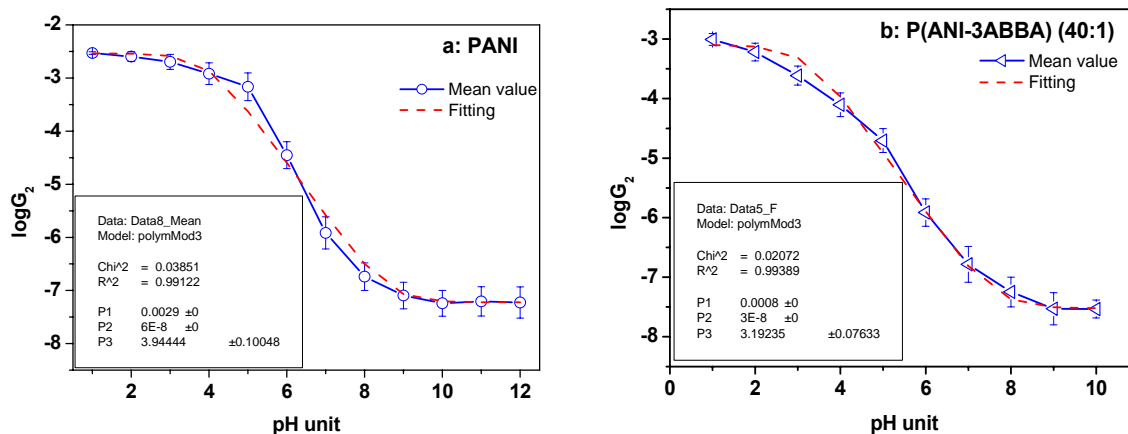 a: PANI
Mean value
Fitting
-2
-3
-4
-5
-6
-7
-8
logG2
Data: Data8_Mean
Model: polymMod3
Chi^2 = 0.03851
R^2 = 0.99122
P1 0.0029 ±0
P2 6E-8 ±0
P3 3.94444 ±0.10048
2 4 6 8 10 12
pH unit
b: P(ANI-3ABBA) (40:1)
Mean value
Fitting
-3
-4
-5
-6
-7
-8
logG2
Data: Data5_F
Model: polymMod3
Chi^2 = 0.02072
R^2 = 0.99389
P1 0.0008 ±0
P2 3E-8 ±0
P3 3.19235 ±0.07633
0 2 4 6 8 10
pH unit